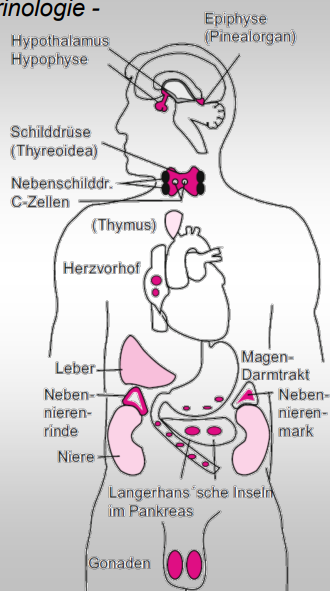 rinologie -
Epiphyse
(Pinealorgan)
Hypothalamus
Hypophyse
Schilddrüse
(Thyreoidea)
Nebenschilddr.
C-Zellen
(Thymus)
Herzvorhof
Leber
Magen-
Darmtrakt
Neben-
nieren-
rinde
Neben-
nieren-
mark
Niere
Langerhans´sche Inseln
im Pankreas
Gonaden